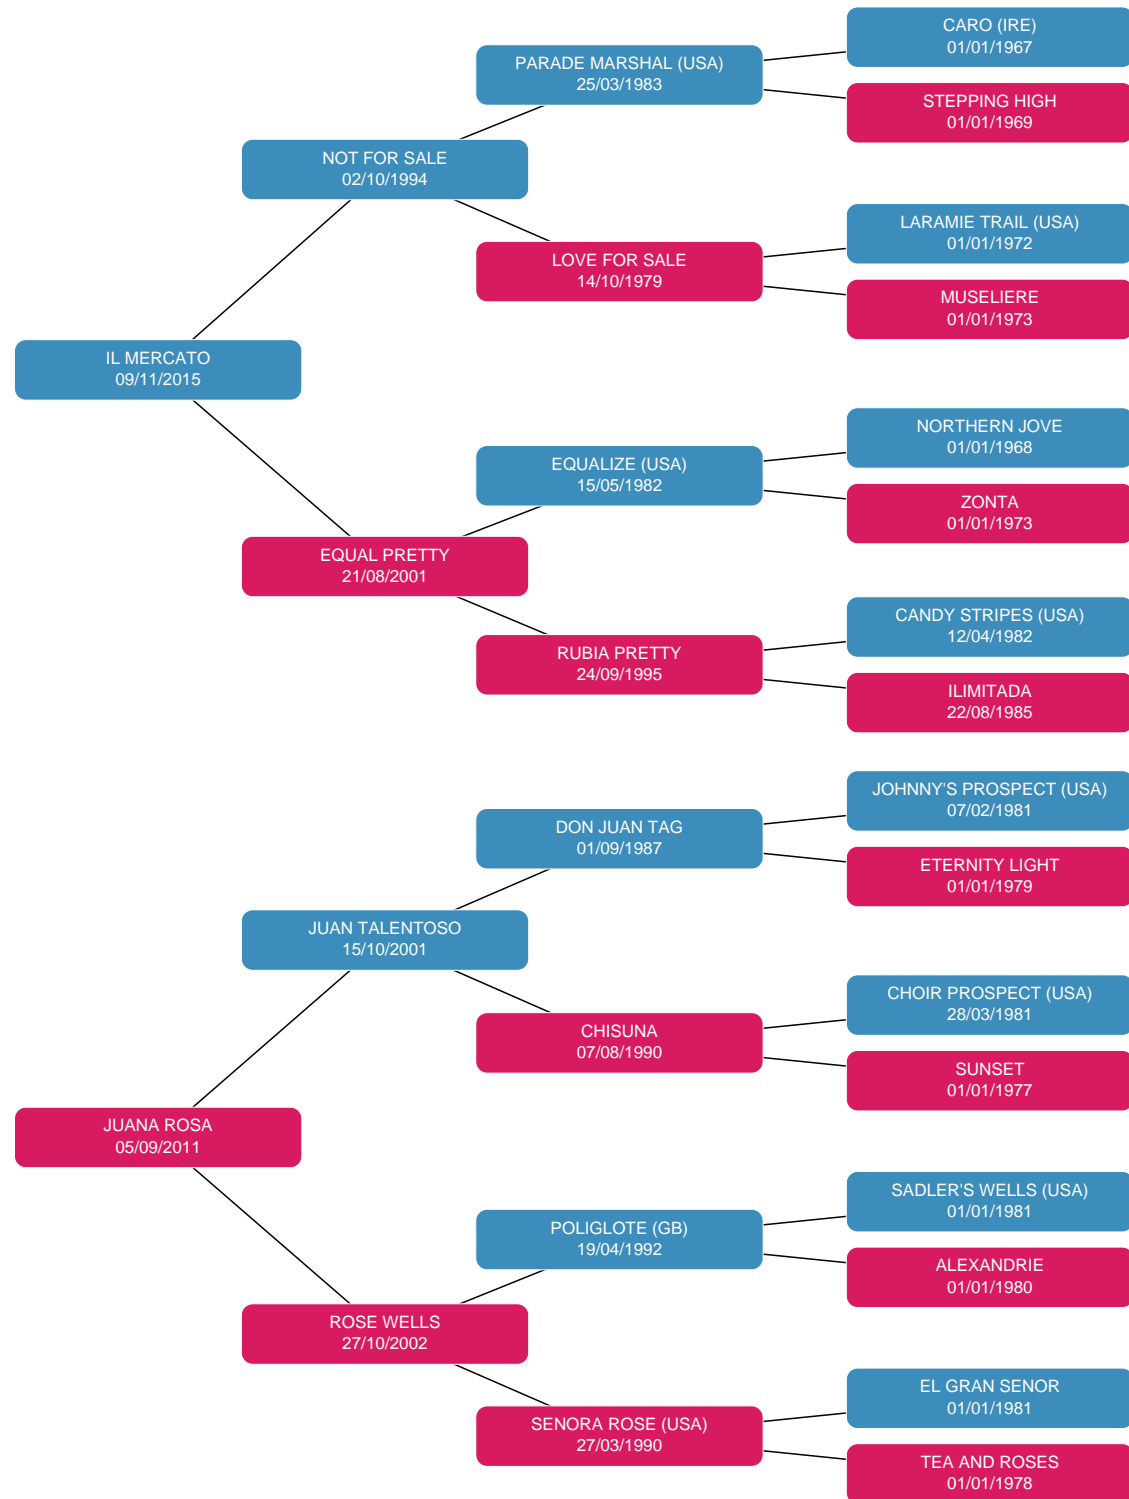 CARO (IRE)
01/01/1967
PARADE MARSHAL (USA)
25/03/1983
STEPPING HIGH
01/01/1969
NOT FOR SALE
02/10/1994
LARAMIE TRAIL (USA)
01/01/1972
LOVE FOR SALE
14/10/1979
MUSELIERE
01/01/1973
IL MERCATO
09/11/2015
NORTHERN JOVE
01/01/1968
EQUALIZE (USA)
15/05/1982
ZONTA
01/01/1973
EQUAL PRETTY
21/08/2001
CANDY STRIPES (USA)
12/04/1982
RUBIA PRETTY
24/09/1995
ILIMITADA
22/08/1985
JOHNNY'S PROSPECT (USA)
07/02/1981
DON JUAN TAG
01/09/1987
ETERNITY LIGHT
01/01/1979
JUAN TALENTOSO
15/10/2001
CHOIR PROSPECT (USA)
28/03/1981
CHISUNA
07/08/1990
SUNSET
01/01/1977
JUANA ROSA
05/09/2011
SADLER'S WELLS (USA)
01/01/1981
POLIGLOTE (GB)
19/04/1992
ALEXANDRIE
01/01/1980
ROSE WELLS
27/10/2002
EL GRAN SENOR
01/01/1981
SENORA ROSE (USA)
27/03/1990
TEA AND ROSES
01/01/1978